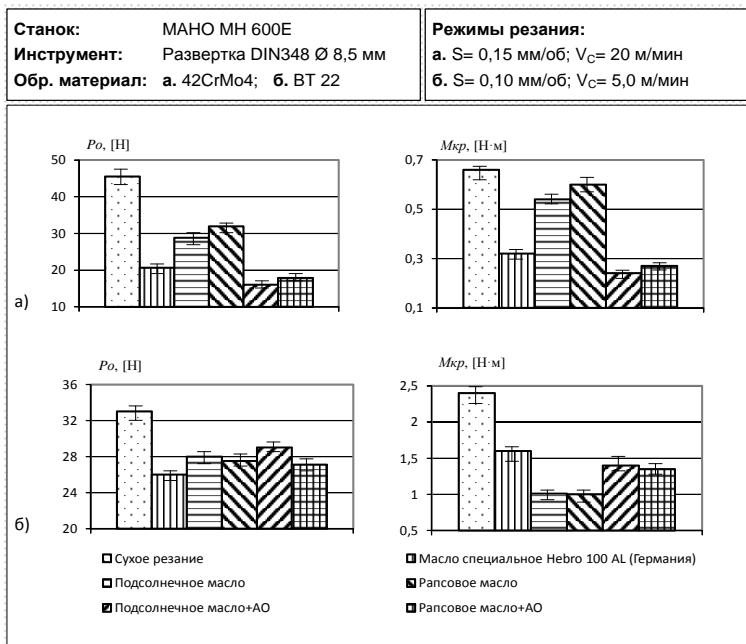 Станок: МАНО МН 600Е
Инструмент: Развертка DIN348 Ø 8,5 мм
Обр. материал: а. 42CrMo4; б. ВТ 22
Режимы резания:
а. S= 0,15 мм/об; VC= 20 м/мин
б. S= 0,10 мм/об; VC= 5,0 м/мин
а)
Ро, [Н]
50
40
30
20
10
Мкр, [Н·м]
0,7
0,5
0,3
0,1
б)
Ро, [Н]
36
32
28
24
20
Мкр, [Н·м]
2,5
2
1,5
1
0,5
Сухое резание
Масло специальное Hebro 100 AL (Германия)
Подсолнечное масло
Рапсовое масло
Подсолнечное масло+АО
Рапсовое масло+АО